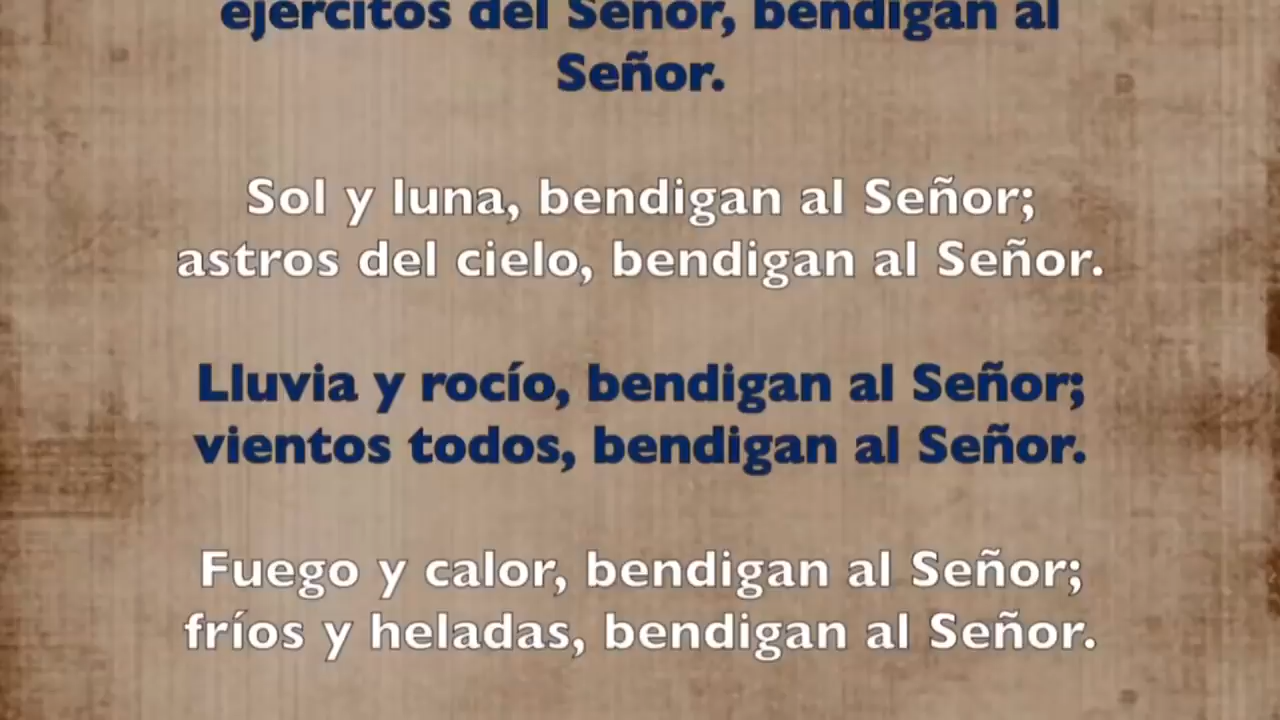 ejércitos del Señor, bendigan al
Señor.
Sol y luna, bendigan al Señor;
astros del cielo, bendigan al Señor.
Lluvia y rocío, bendigan al Señor;
vientos todos, bendigan al Señor.
Fuego y calor, bendigan al Señor;
fríos y heladas, bendigan al Señor.